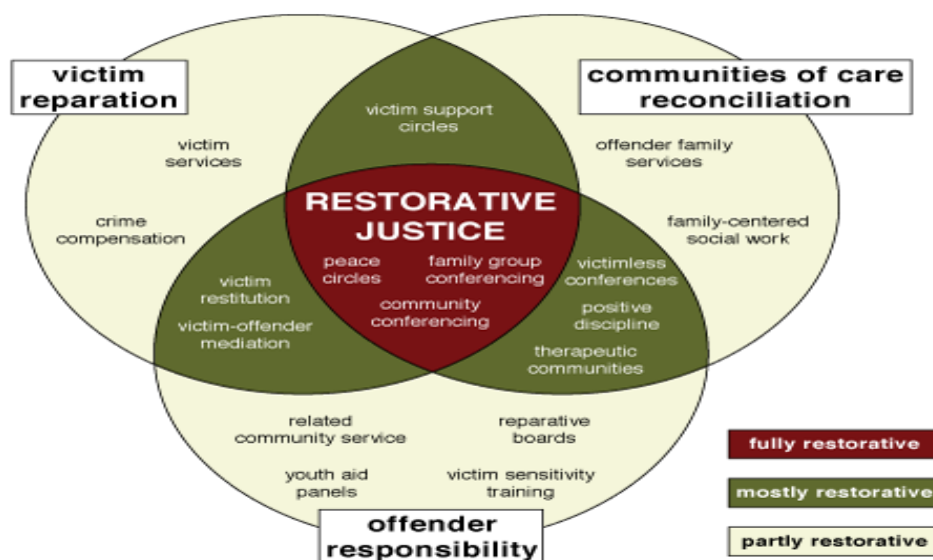 victim
reparation
communities of care
reconciliation
victim support
circles
victim
services
offender family
services
crime
compensation
family-centered
social work
RESTORATIVE
JUSTICE
peace
circles
family group
conferencing
community
conferencing
victim
restitution
victim-offender
mediation
victimless
conferences
positive
discipline
therapeutic
communities
related
community service
reparative
boards
youth aid
panels
victim sensitivity
training
offender
responsibility
fully restorative
mostly restorative
partly restorative